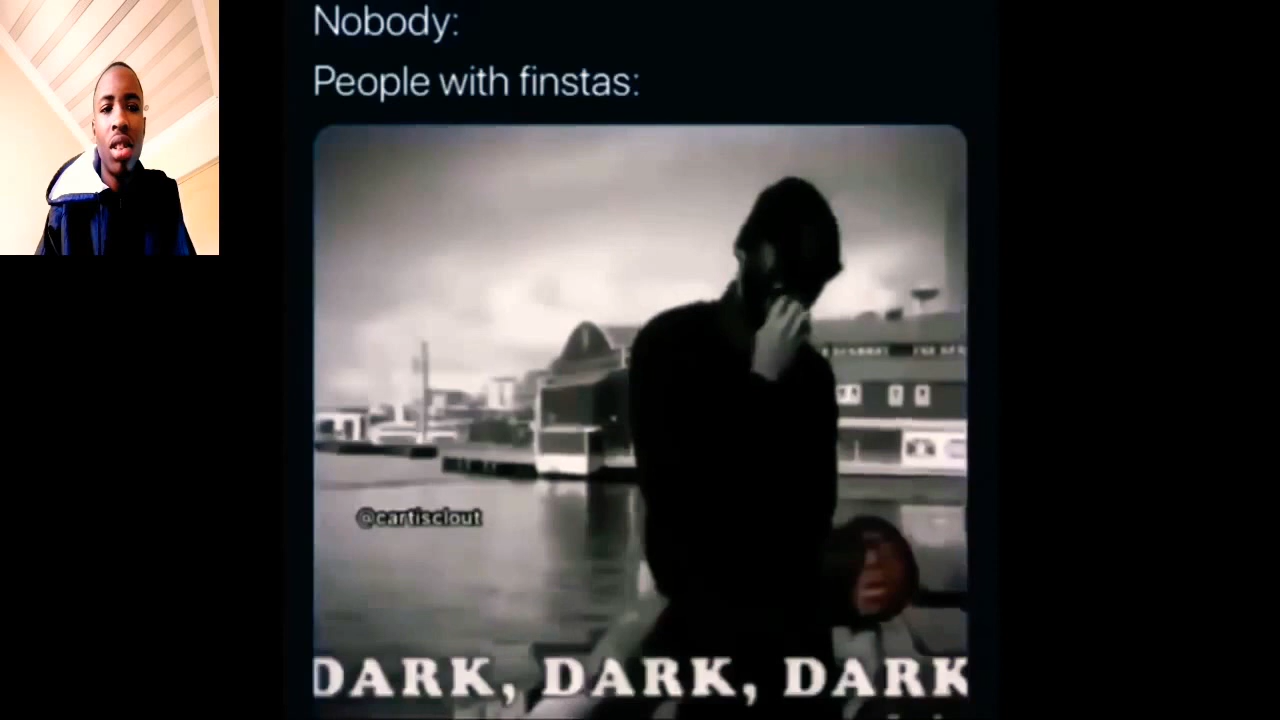 Nobody:
People with finstas:
@cartisclout
DARK, DARK, DARK